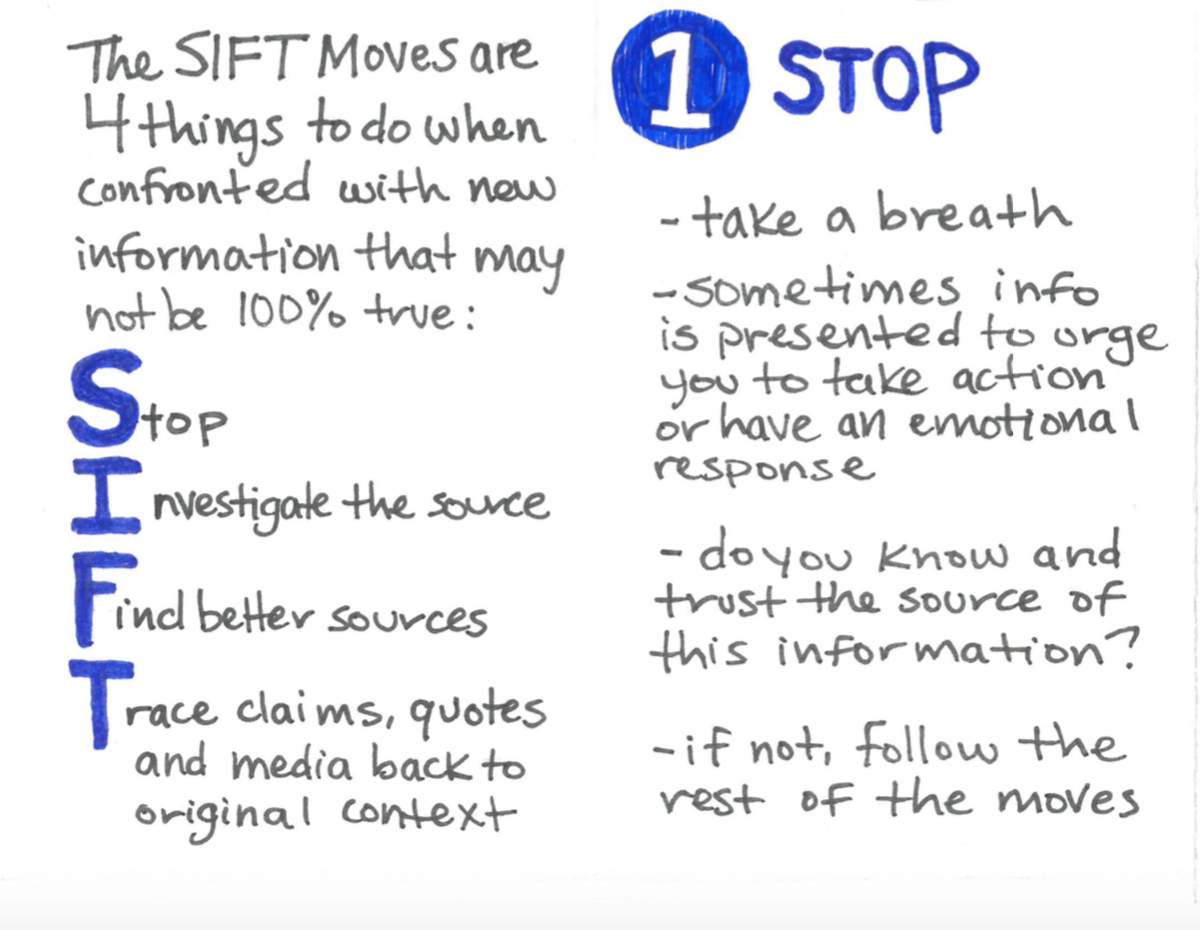 The SIFT Moves are
4 things to do when
confronted with new
information that may
not be 100% true:
Stop
Investigate the source
Find better sources
Trace claims, quotes
and media back to
original context
1 STOP
- take a breath
- sometimes info
is presented to urge
you to take action
or have an emotional
response
- do you know and
trust the source of
this information?
- if not, follow the
rest of the moves